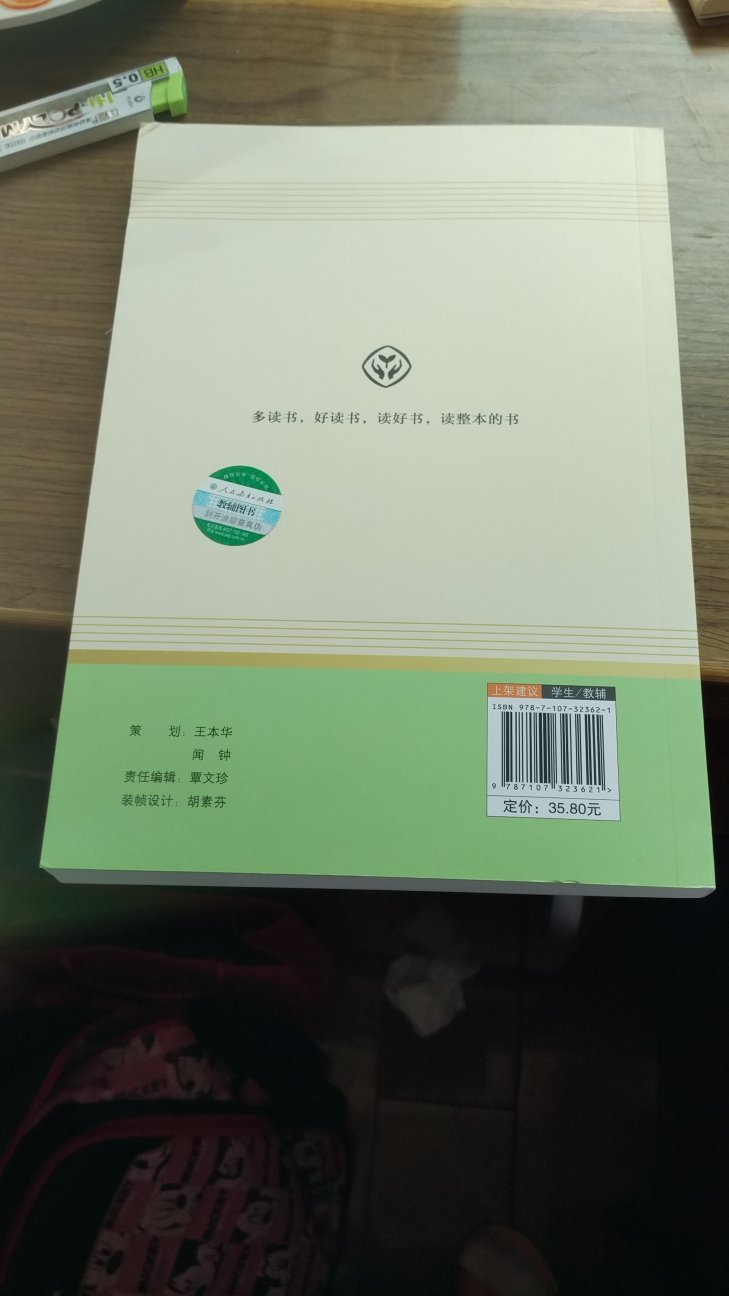 HB
0.5
Hi-POLYM
多读书，好读书，读好书，读整本的书
人民教育出版社
教辅图书
刮开涂层查真伪
上架建议 学生/教辅
ISBN 978-7-107-32362-1
9 787107 323621 >
定价：35.80元
策 划：王本华
闻 钟
责任编辑：覃文珍
装帧设计：胡素芬